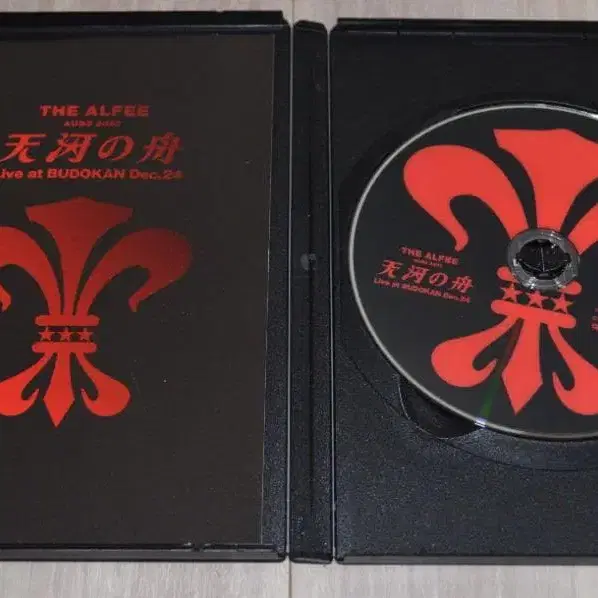 THE ALFEE
天河の舟
Live at BUDOKAN Dec.24
THE ALFEE
天河の舟
Live at BUDOKAN Dec.24